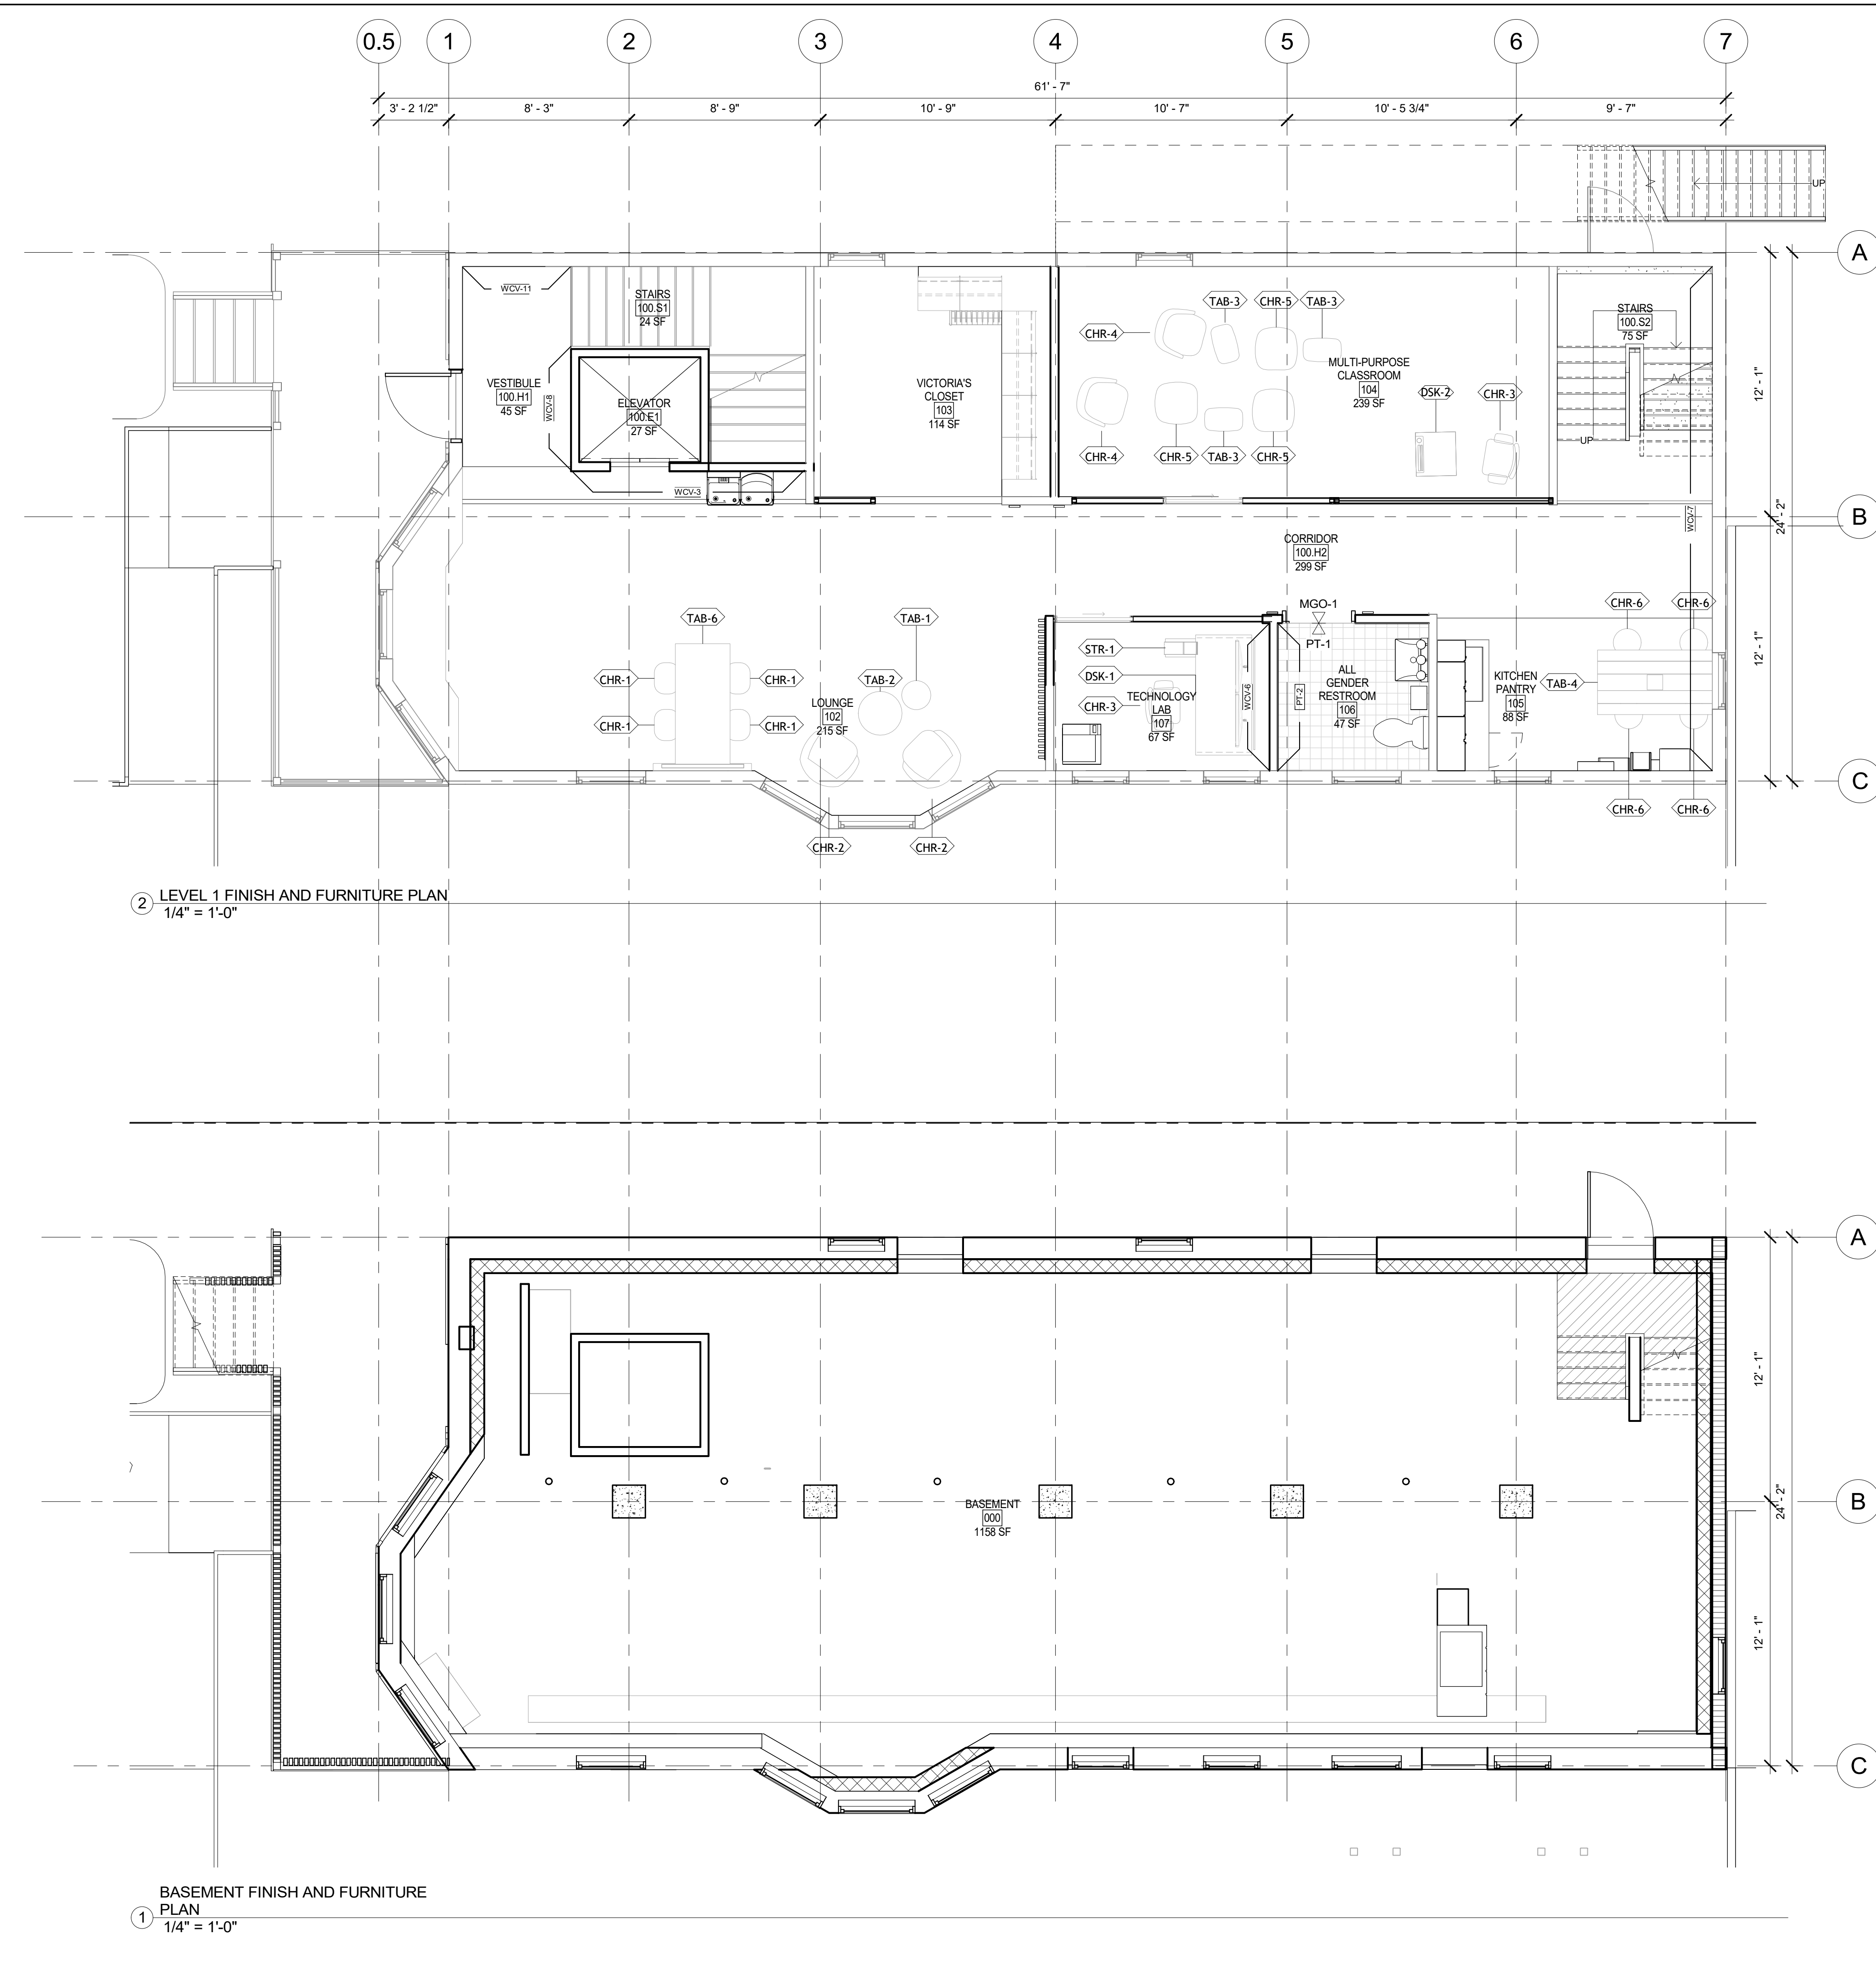 0.5 1 2 3 4 5 6 7
61' - 7"
3' - 2 1/2" 8' - 3" 8' - 9" 10' - 9" 10' - 7" 10' - 5 3/4" 9' - 7"
UP
A
WCV-11
STAIRS
100.S1
24 SF
TAB-3 CHR-5 TAB-3
STAIRS
100.S2
75 SF
CHR-4
12' - 1"
VESTIBULE
100.H1
45 SF
WCV-8
ELEVATOR
100.E1
27 SF
VICTORIA'S
CLOSET
103
114 SF
MULTI-PURPOSE
CLASSROOM
104
239 SF
DSK-2 CHR-3
UP
CHR-4 CHR-5 TAB-3 CHR-5
WCV-3
WCV-7
24' - 2"
B
CORRIDOR
100.H2
299 SF
MGO-1
PT-1
CHR-6 CHR-6
TAB-6 TAB-1
STR-1
12' - 1"
CHR-1 CHR-1 TAB-2
DSK-1
ALL
GENDER
RESTROOM
106
47 SF
KITCHEN
PANTRY
105
88 SF
TAB-4
LOUNGE
102
215 SF
CHR-3
TECHNOLOGY
LAB
107
67 SF
WCV-6
PT-2
CHR-1 CHR-1
C
CHR-6 CHR-6
CHR-2 CHR-2
2 LEVEL 1 FINISH AND FURNITURE PLAN
1/4" = 1'-0"
A
12' - 1"
24' - 2"
B
BASEMENT
000
1158 SF
12' - 1"
C
BASEMENT FINISH AND FURNITURE
1 PLAN
1/4" = 1'-0"